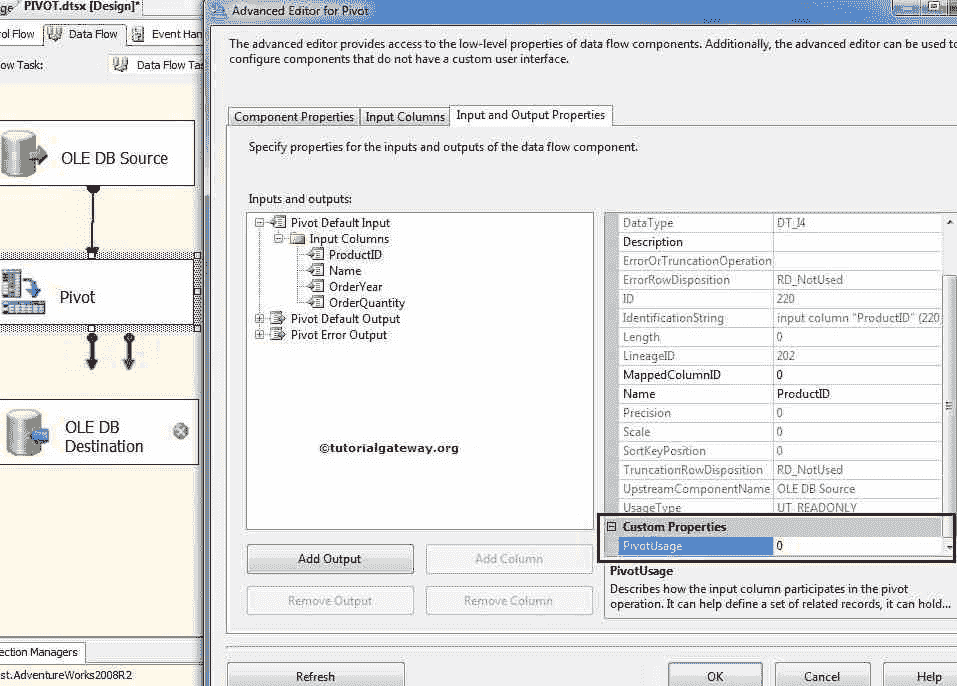 PIVOT.dtsx [Design]*
Advanced Editor for Pivot
Flow
Data Flow
Event Han
Task:
Data Flow Tas
The advanced editor provides access to the low-level properties of data flow components. Additionally, the advanced editor can be used to
configure components that do not have a custom user interface.
Component Properties
Input Columns
Input and Output Properties
Specify properties for the inputs and outputs of the data flow component.
OLE DB Source
Inputs and outputs:
Pivot Default Input
Input Columns
ProductID
Name
OrderYear
OrderQuantity
Pivot Default Output
Pivot Error Output
Pivot
OLE DB
Destination
©tutorialgateway.org
DataType DT_I4
Description
ErrorOrTruncationOperation
ErrorRowDisposition RD_NotUsed
ID 220
IdentificationString input column "ProductID" (220
Length 0
LineageID 202
MappedColumnID 0
Name ProductID
Precision 0
Scale 0
SortKeyPosition 0
TruncationRowDisposition RD_NotUsed
UpstreamComponentName OLE DB Source
UsageType UT_READONLY
Custom Properties
PivotUsage 0
PivotUsage
Describes how the input column participates in the pivot
operation. It can help define a set of related records, it can hold...
Add Output
Add Column
Remove Output
Remove Column
ection Managers
st.AdventureWorks2008R2
Refresh
OK
Cancel
Help